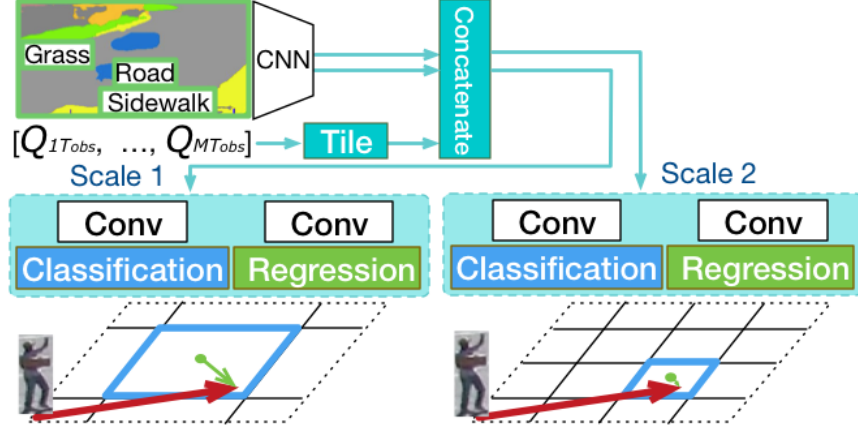 Grass
Road
Sidewalk
CNN
Concatenate
[Q1Tobs, ..., QMTobs]
Tile
Scale 1
Scale 2
Conv
Conv
Classification
Regression
Conv
Conv
Classification
Regression